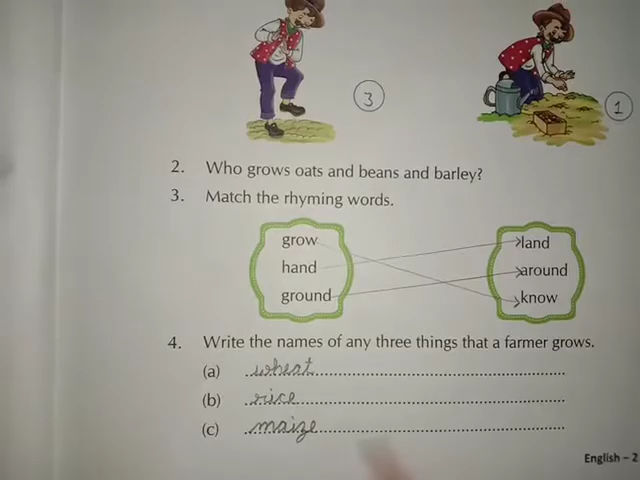 3
1
2. Who grows oats and beans and barley?
3. Match the rhyming words.
grow land
hand around
ground know
4. Write the names of any three things that a farmer grows.
(a) wheat
(b) rice
(c) maize
English – 2